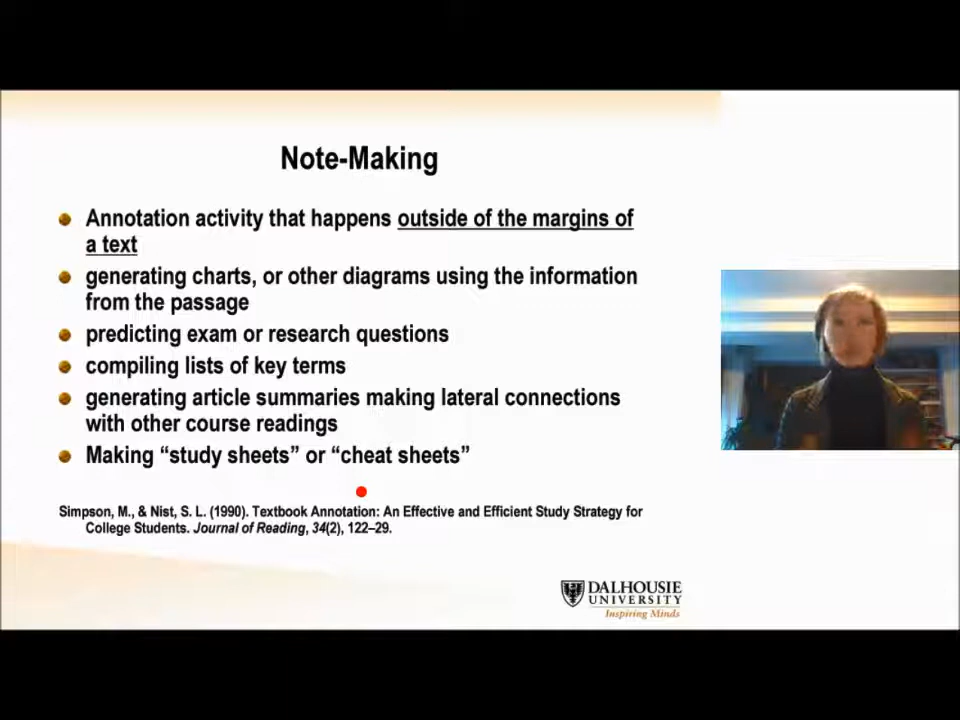 Note-Making
Annotation activity that happens outside of the margins of
a text
generating charts, or other diagrams using the information
from the passage
predicting exam or research questions
compiling lists of key terms
generating article summaries making lateral connections
with other course readings
Making “study sheets” or “cheat sheets”
Simpson, M., & Nist, S. L. (1990). Textbook Annotation: An Effective and Efficient Study Strategy for
College Students. Journal of Reading, 34(2), 122–29.
DALHOUSIE
UNIVERSITY
Inspiring Minds